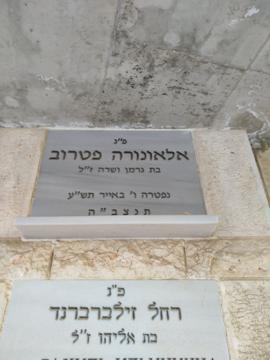 פ"נ
אלאונורה פטרוב
בת גרמן ושרה ז"ל
נפטרה ו' באייר תש"ע
תנצב"ה
פ"נ
רחל זילברברנד
בת אליהו ז"ל